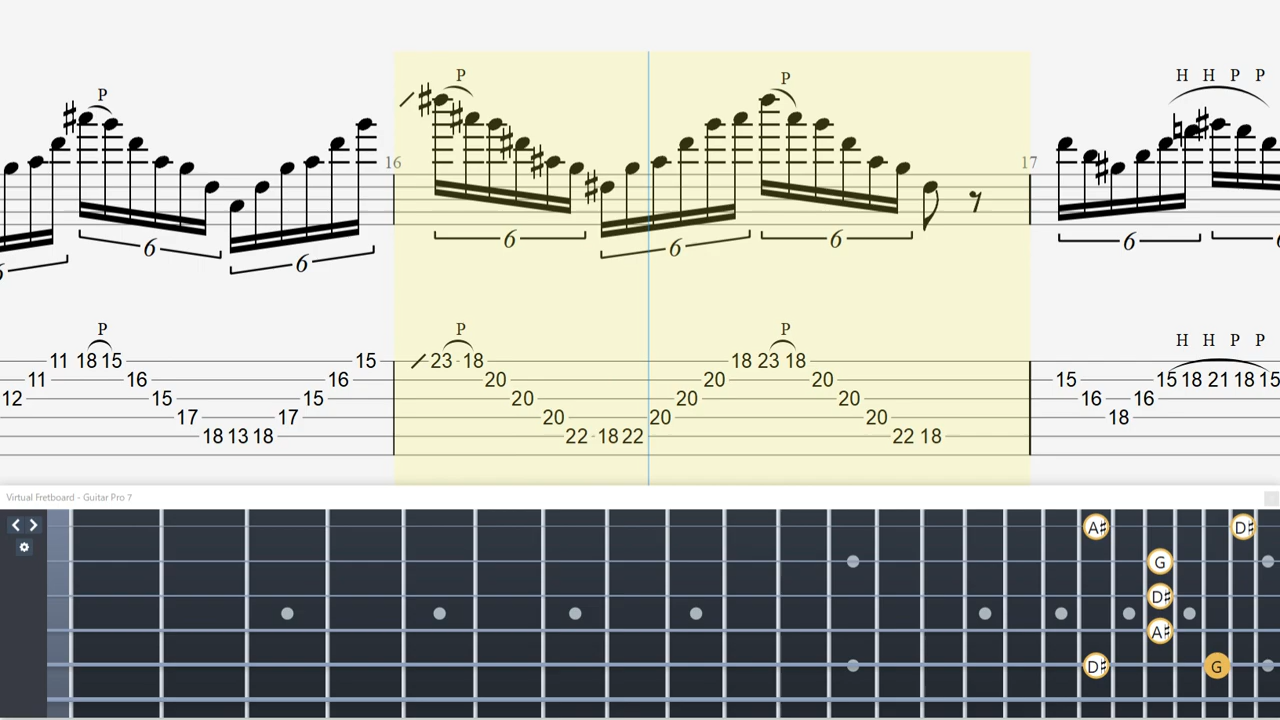 H H P P
P P
P
16 17
6 6 6 6 6
6
P P P H H P P
11 18 15 15 23 18 18 23 18
11 16 16 20 20 20 15 15 18 21 18 15
12 15 15 20 20 20 16 16
17 17 20 20 20 18
18 13 18 22 18 22 22 18
Virtual Fretboard - Guitar Pro 7
A♯ D♯
G
D♯
A♯
D♯ G